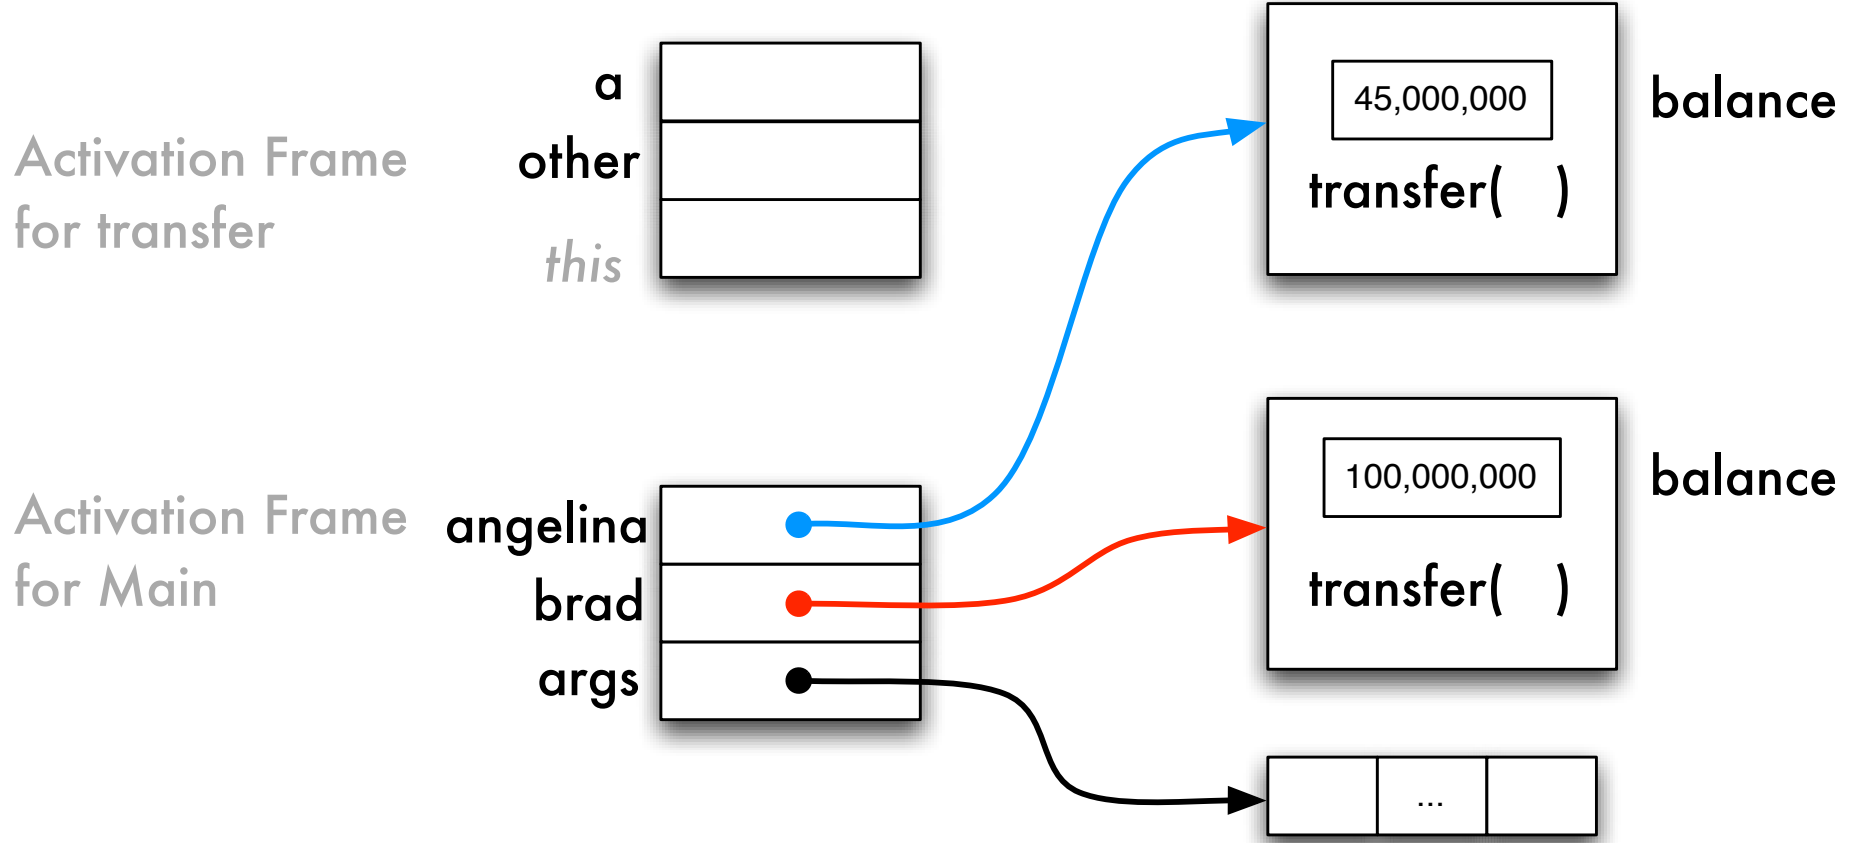 a
other
this
Activation Frame
for transfer
45,000,000
balance
transfer( )
angelina
brad
args
Activation Frame
for Main
100,000,000
balance
transfer( )
...